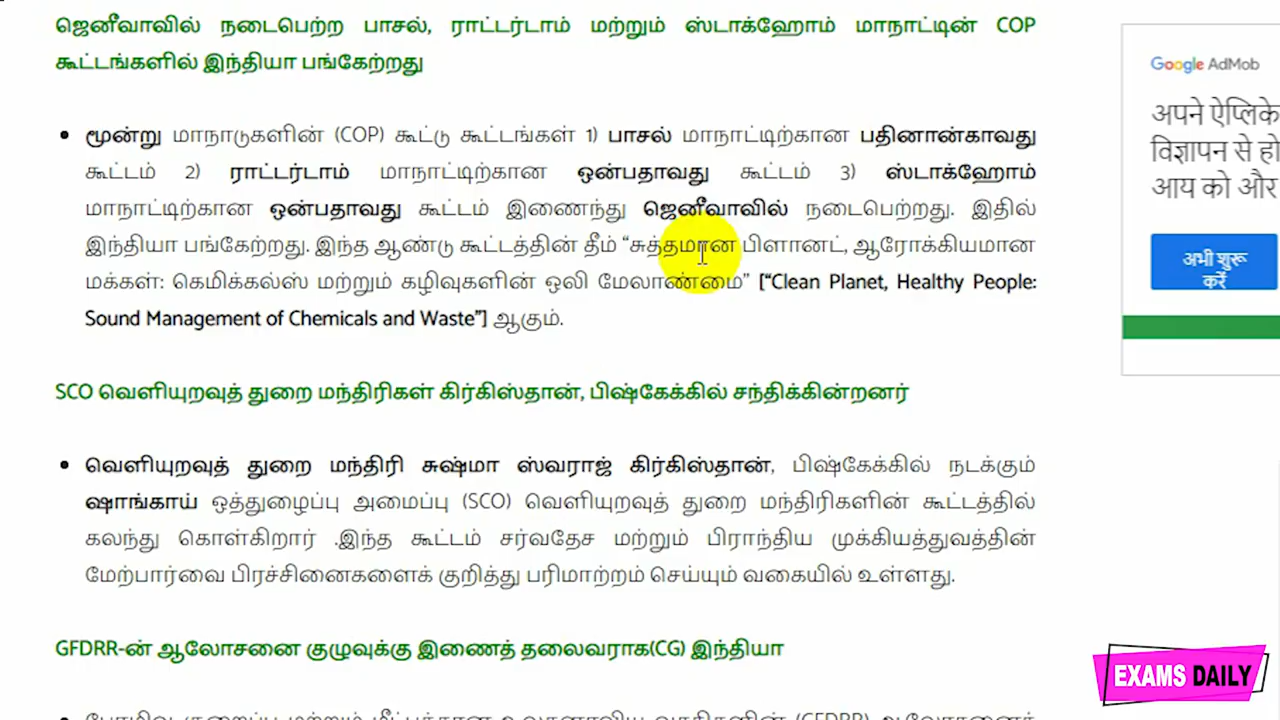 ஜெனீவாவில் நடைபெற்ற பாசல், ராட்டர்டாம் மற்றும் ஸ்டாக்ஹோம் மாநாட்டின் COP
கூட்டங்களில் இந்தியா பங்கேற்றது
• மூன்று மாநாடுகளின் (COP) கூட்டு கூட்டங்கள் 1) பாசல் மாநாட்டிற்கான பதினான்காவது
கூட்டம் 2) ராட்டர்டாம் மாநாட்டிற்கான ஒன்பதாவது கூட்டம் 3) ஸ்டாக்ஹோம்
மாநாட்டிற்கான ஒன்பதாவது கூட்டம் இணைந்து ஜெனீவாவில் நடைபெற்றது. இதில்
இந்தியா பங்கேற்றது. இந்த ஆண்டு கூட்டத்தின் தீம் “சுத்தமான பிளானட், ஆரோக்கியமான
மக்கள்: கெமிக்கல்ஸ் மற்றும் கழிவுகளின் ஒலி மேலாண்மை” [“Clean Planet, Healthy People:
Sound Management of Chemicals and Waste”] ஆகும்.
SCO வெளியுறவுத் துறை மந்திரிகள் கிர்கிஸ்தான், பிஷ்கேக்கில் சந்திக்கின்றனர்
• வெளியுறவுத் துறை மந்திரி சுஷ்மா ஸ்வராஜ் கிர்கிஸ்தான், பிஷ்கேக்கில் நடக்கும்
ஷாங்காய் ஒத்துழைப்பு அமைப்பு (SCO) வெளியுறவுத் துறை மந்திரிகளின் கூட்டத்தில்
கலந்து கொள்கிறார் .இந்த கூட்டம் சர்வதேச மற்றும் பிராந்திய முக்கியத்துவத்தின்
மேற்பார்வை பிரச்சினைகளைக் குறித்து பரிமாற்றம் செய்யும் வகையில் உள்ளது.
GFDRR-ன் ஆலோசனை குழுவுக்கு இணைத் தலைவராக(CG) இந்தியா
Google AdMob
अपने ऐप्लिके
विज्ञापन से हो
आय को और
अभी शुरू
करें
EXAMS DAILY